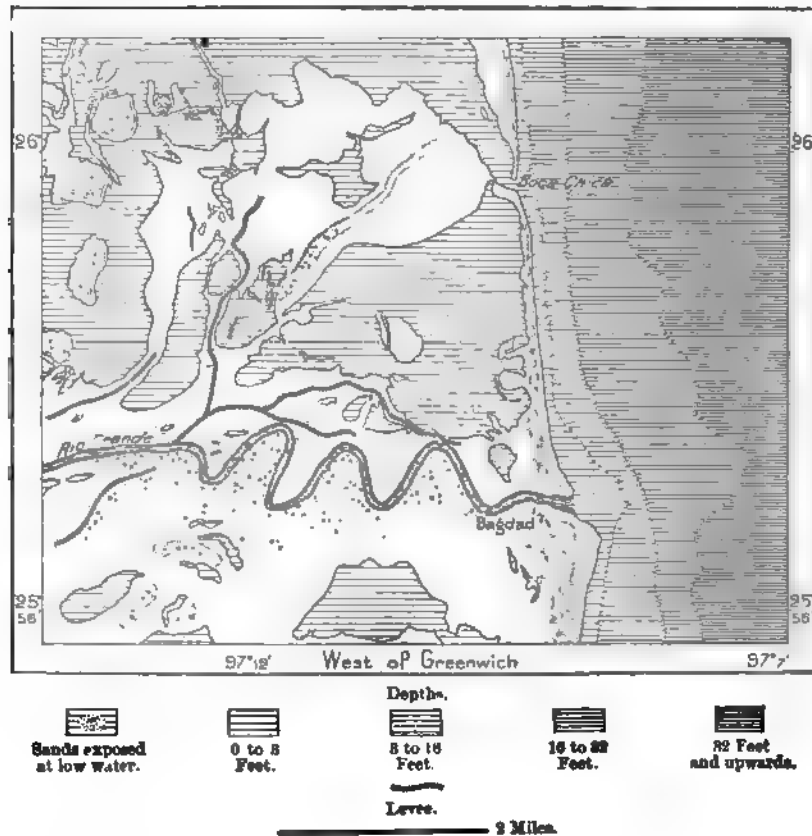 26
26
BOCA CHICA
Rio Grande
Bagdad
25
56
25
56
97°12'
West of Greenwich
97°7'
Depths.
Sands exposed
at low water.
0 to 8
Feet.
8 to 16
Feet.
16 to 32
Feet.
32 Feet
and upwards.
Levee.
2 Miles.